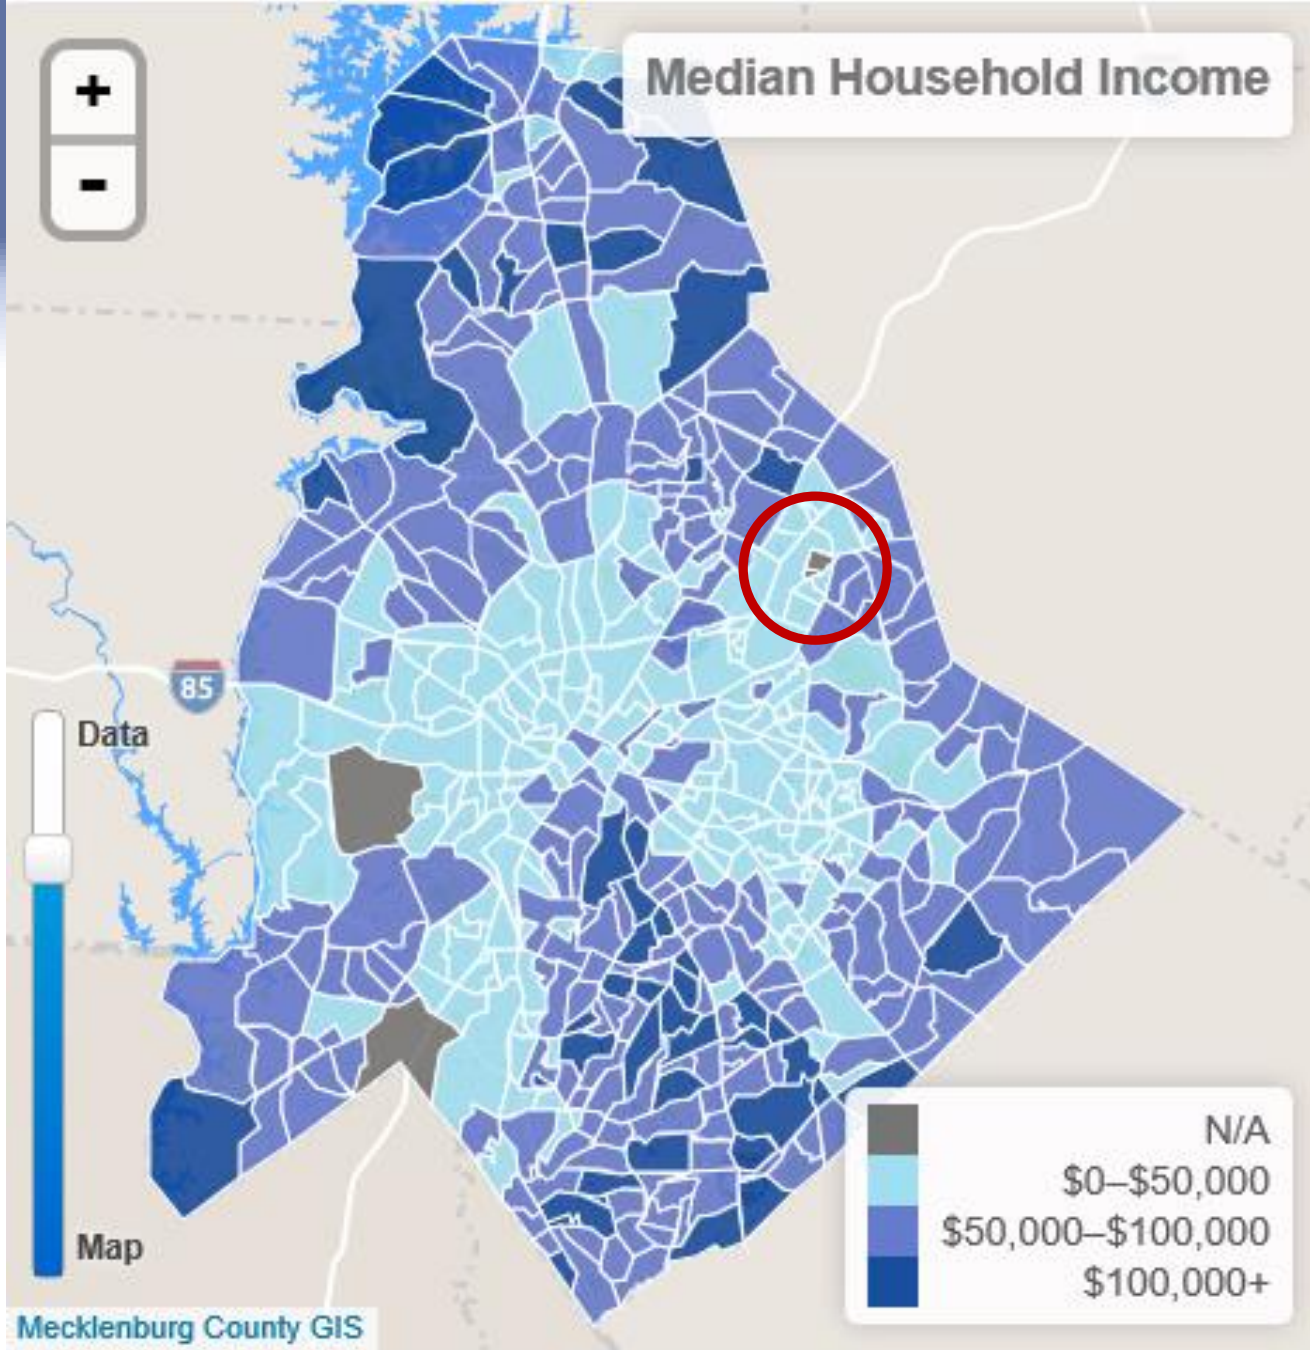 +
Median Household Income
-
85
Data
Map
N/A
$0–$50,000
$50,000–$100,000
$100,000+
Mecklenburg County GIS